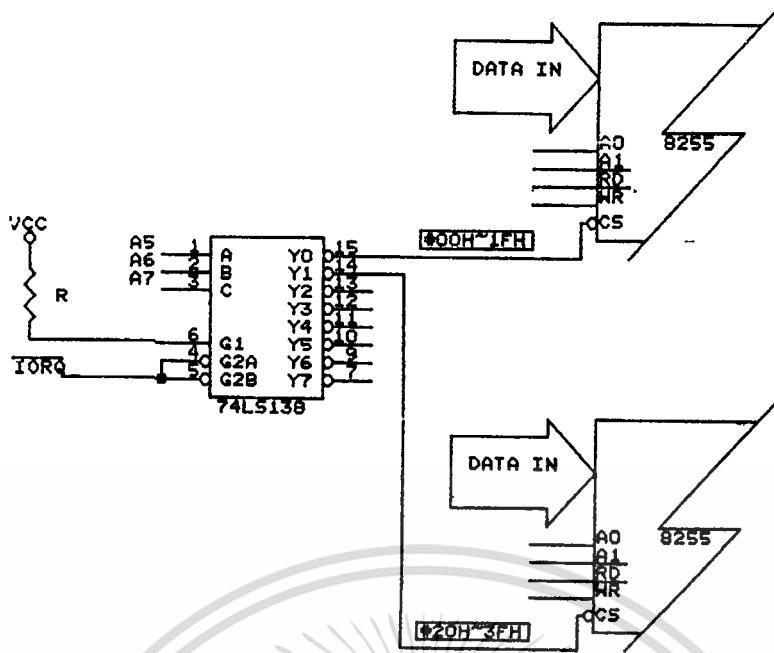 DATA IN
8255
A0
A1
RD
WR
CS
#00H~1FH
VCC
R
A5
A6
A7
1
2
3
A
B
C
6
4
5
G1
G2A
G2B
IORQ
Y0
Y1
Y2
Y3
Y4
Y5
Y6
Y7
15
14
13
12
11
10
9
7
74LS138
DATA IN
8255
A0
A1
RD
WR
CS
#20H~3FH